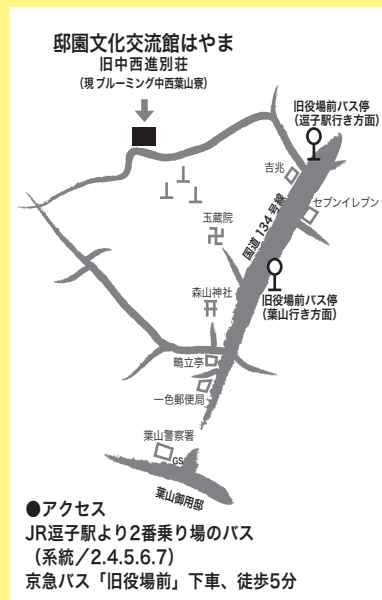 邸園文化交流館はやま
旧中西進別荘
(現 ブルーミング中西葉山寮)
旧役場前バス停
(逗子駅行き方面)
吉兆
セブンイレブン
国道134号線
玉蔵院
旧役場前バス停
(葉山行き方面)
森山神社
鴫立亭
一色郵便局
葉山警察署
GS
葉山御用邸
●アクセス
JR逗子駅より2番乗り場のバス
(系統/2.4.5.6.7)
京急バス「旧役場前」下車、徒歩5分